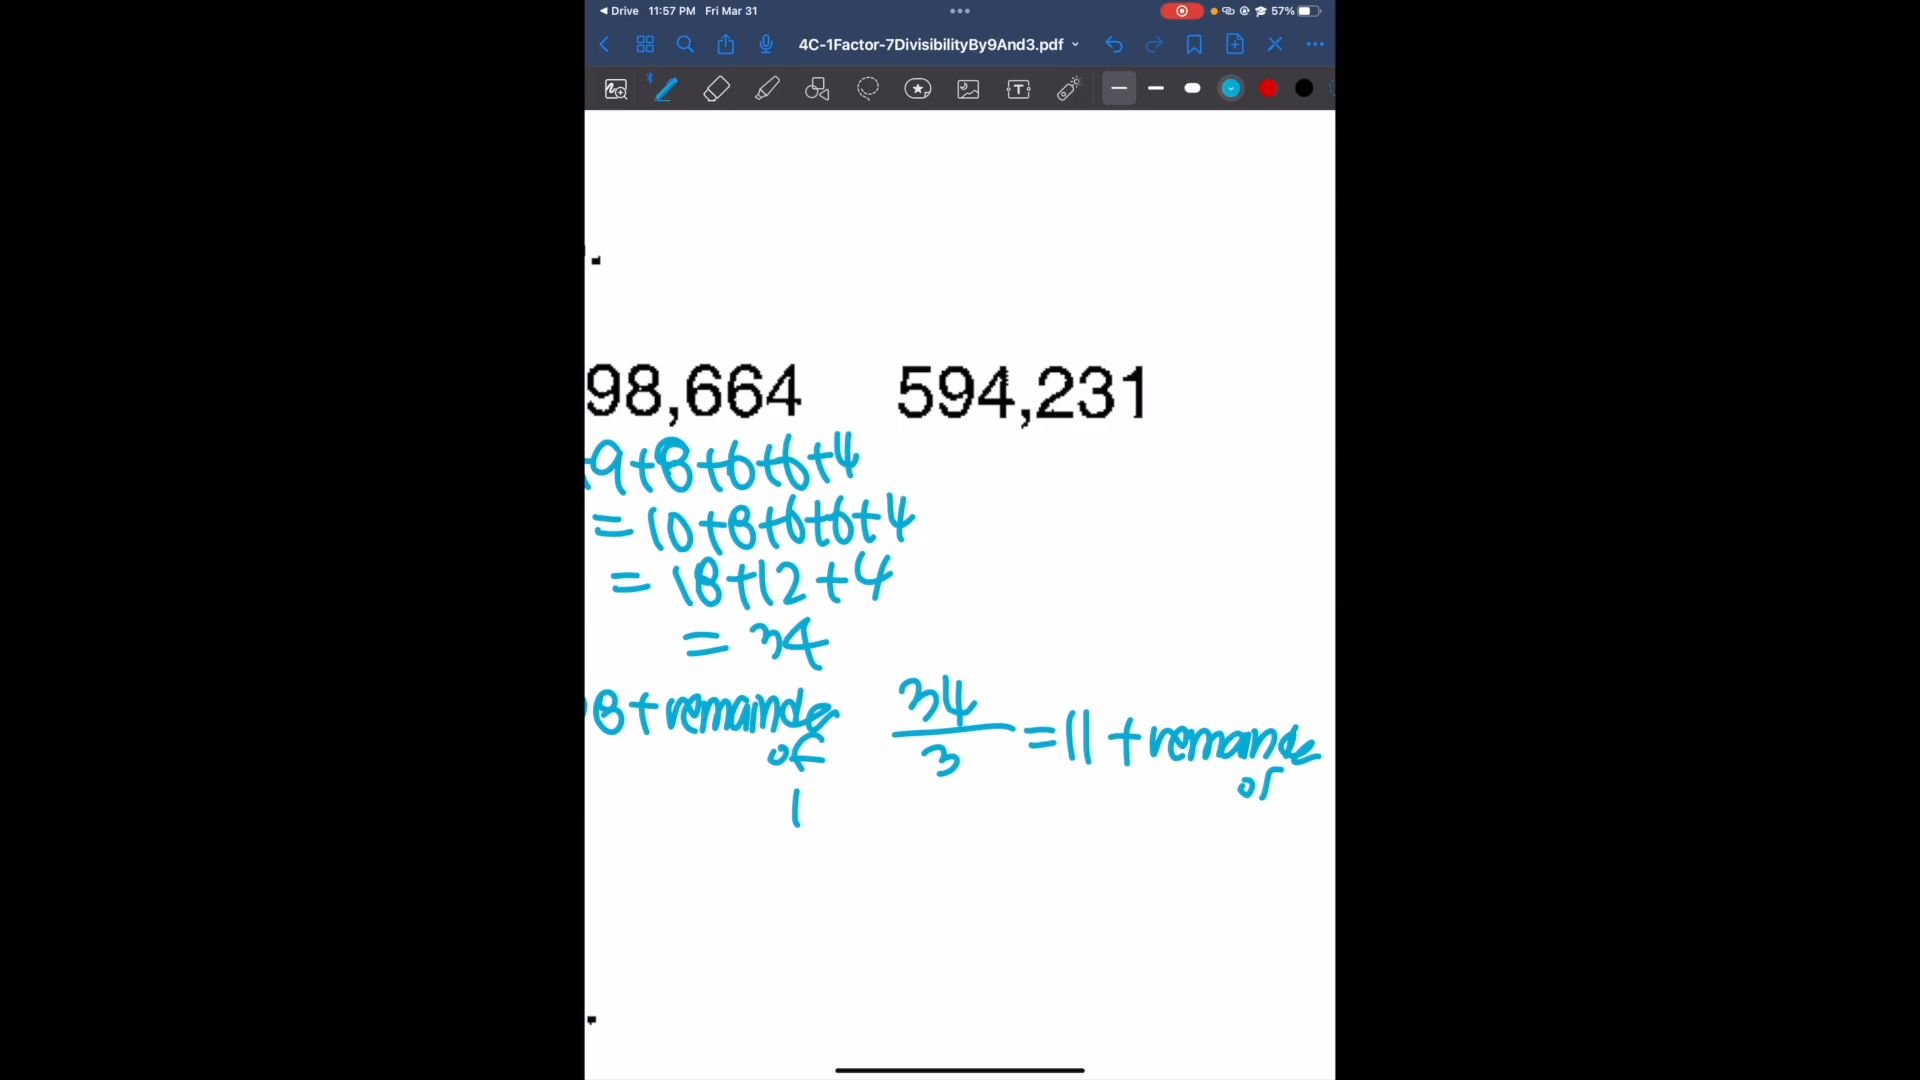 Drive 11:57 PM Fri Mar 31 57%
4C-1Factor-7DivisibilityBy9And3.pdf
98,664 594,231
+9+8+6+6+4
=10+8+6+6+4
=18+12+4
=34
8+remainder 34/3 =11+remainder
of of
1